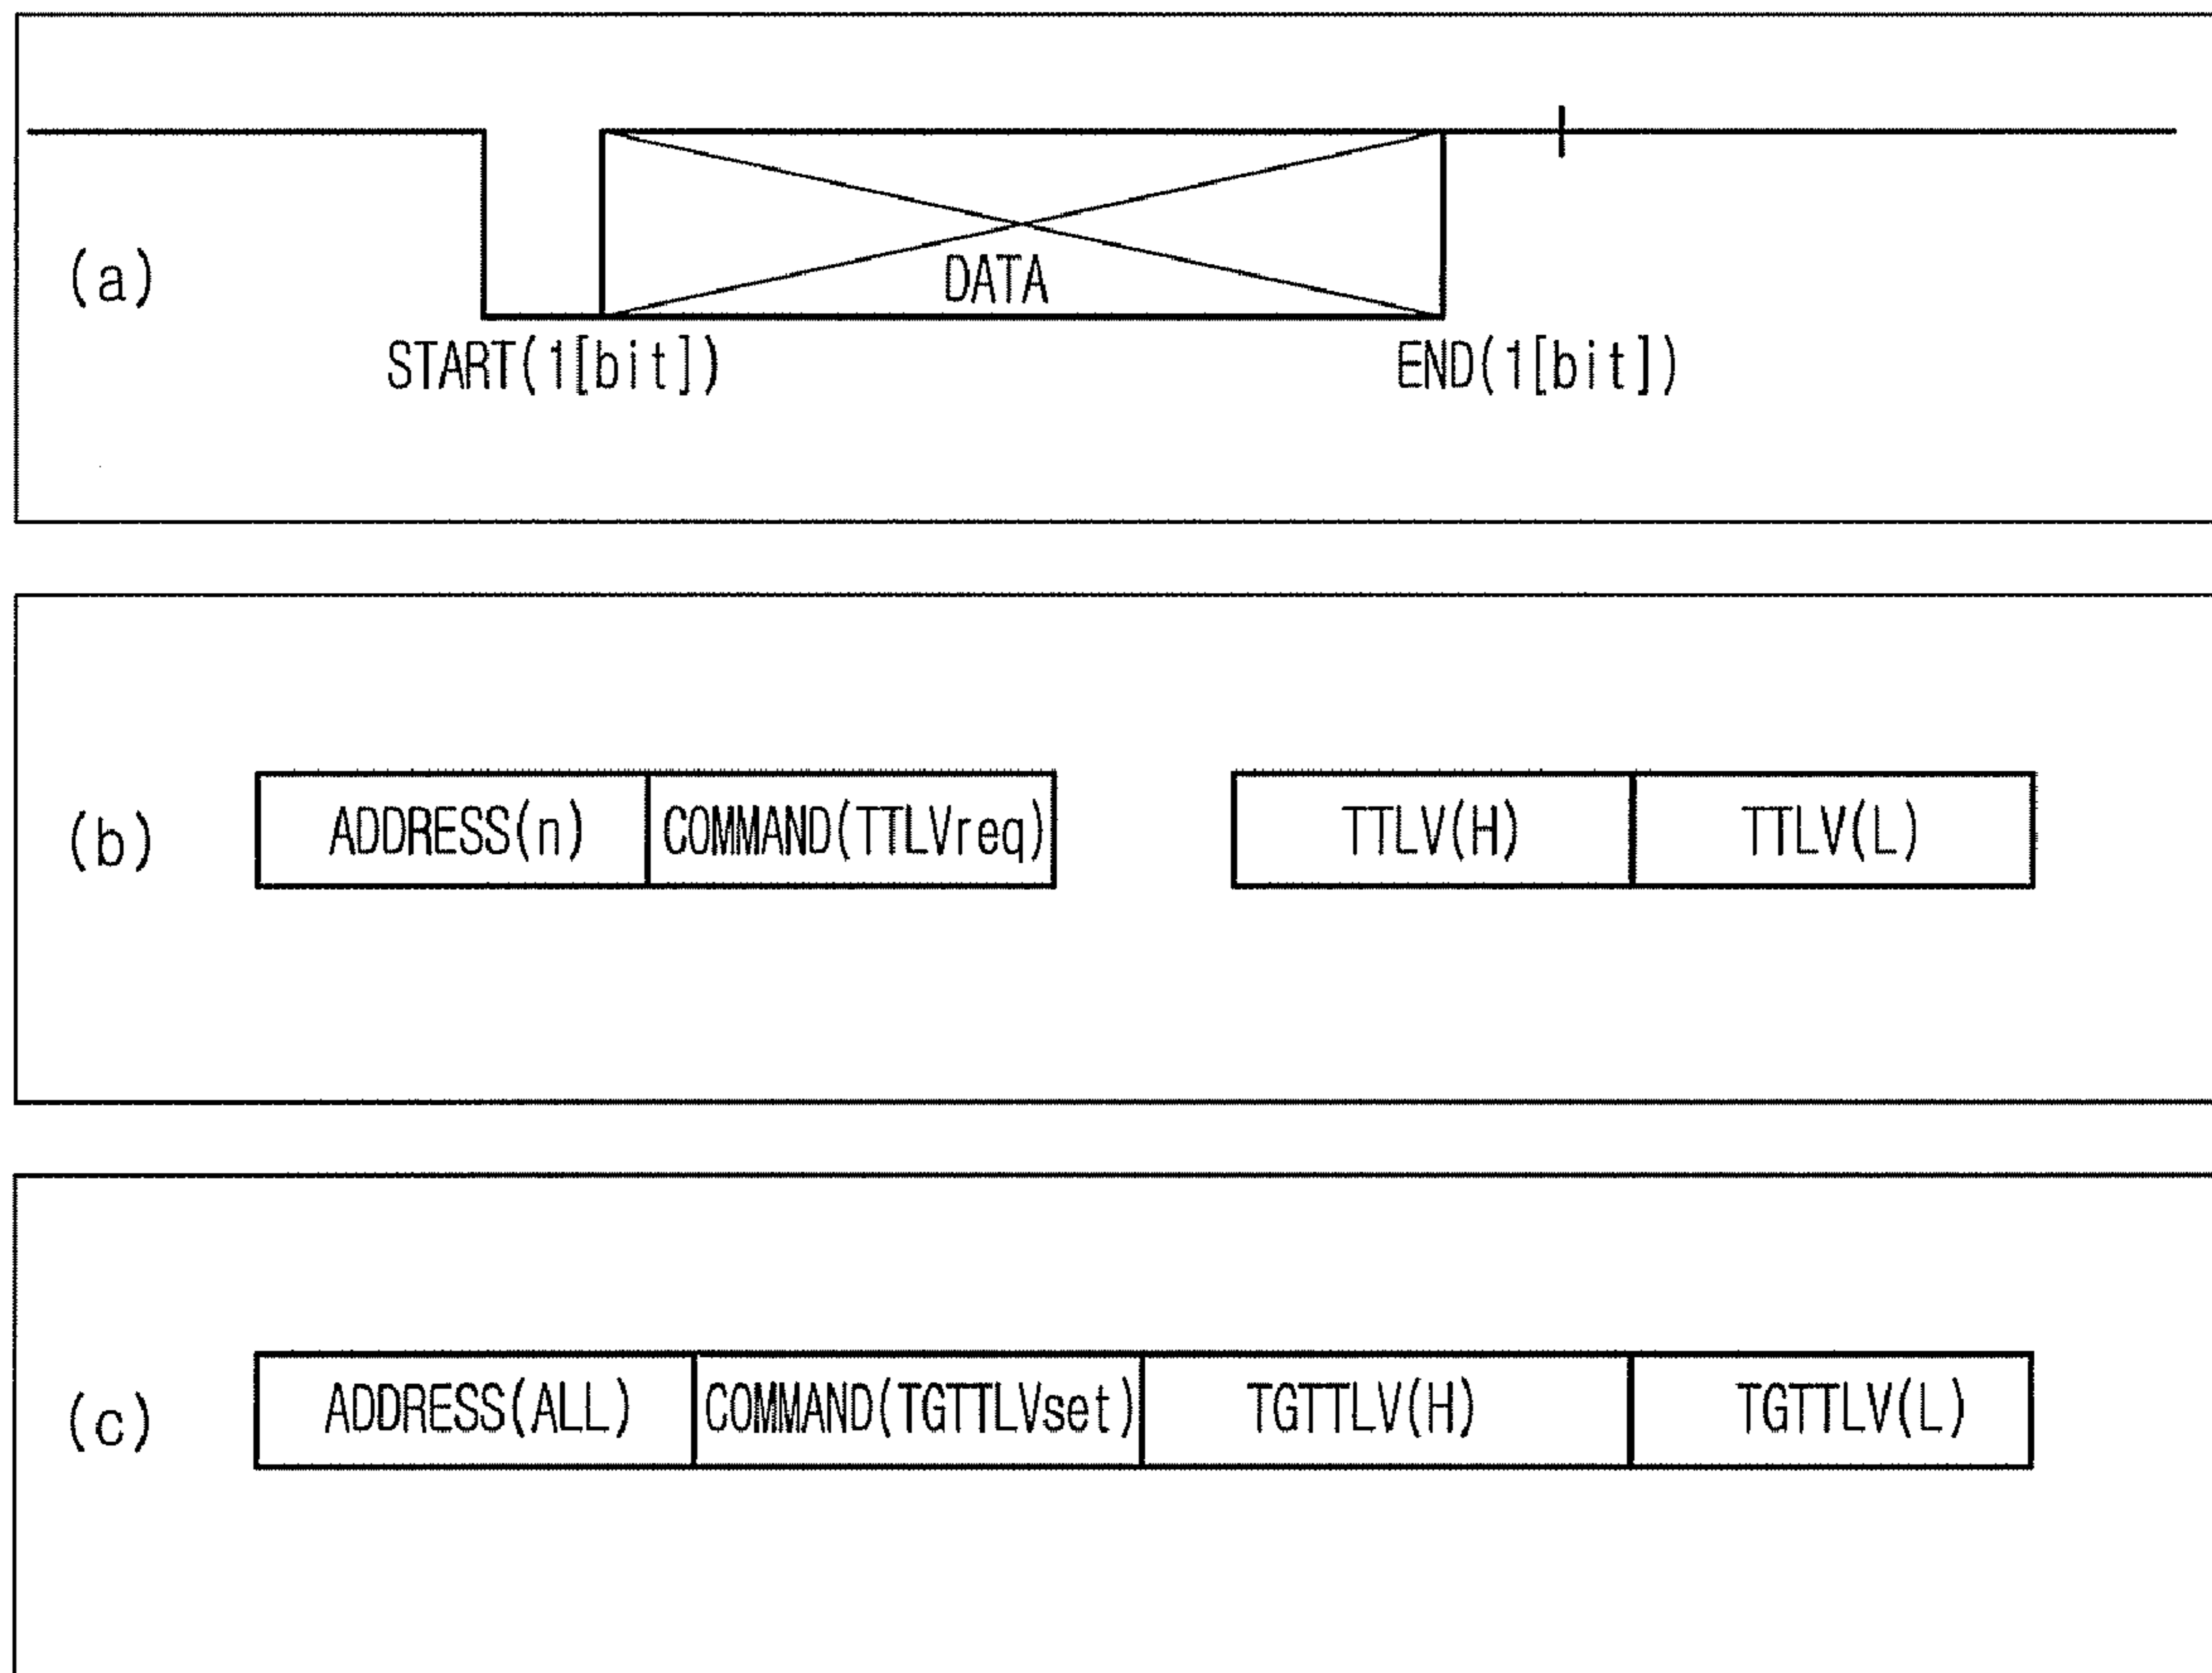 (a)
DATA
START(1[bit]) END(1[bit])
(b) ADDRESS(n) COMMAND(TTLVreq) TTLV(H) TTLV(L)
(c) ADDRESS(ALL) COMMAND(TGTTLVset) TGTTLV(H) TGTTLV(L)